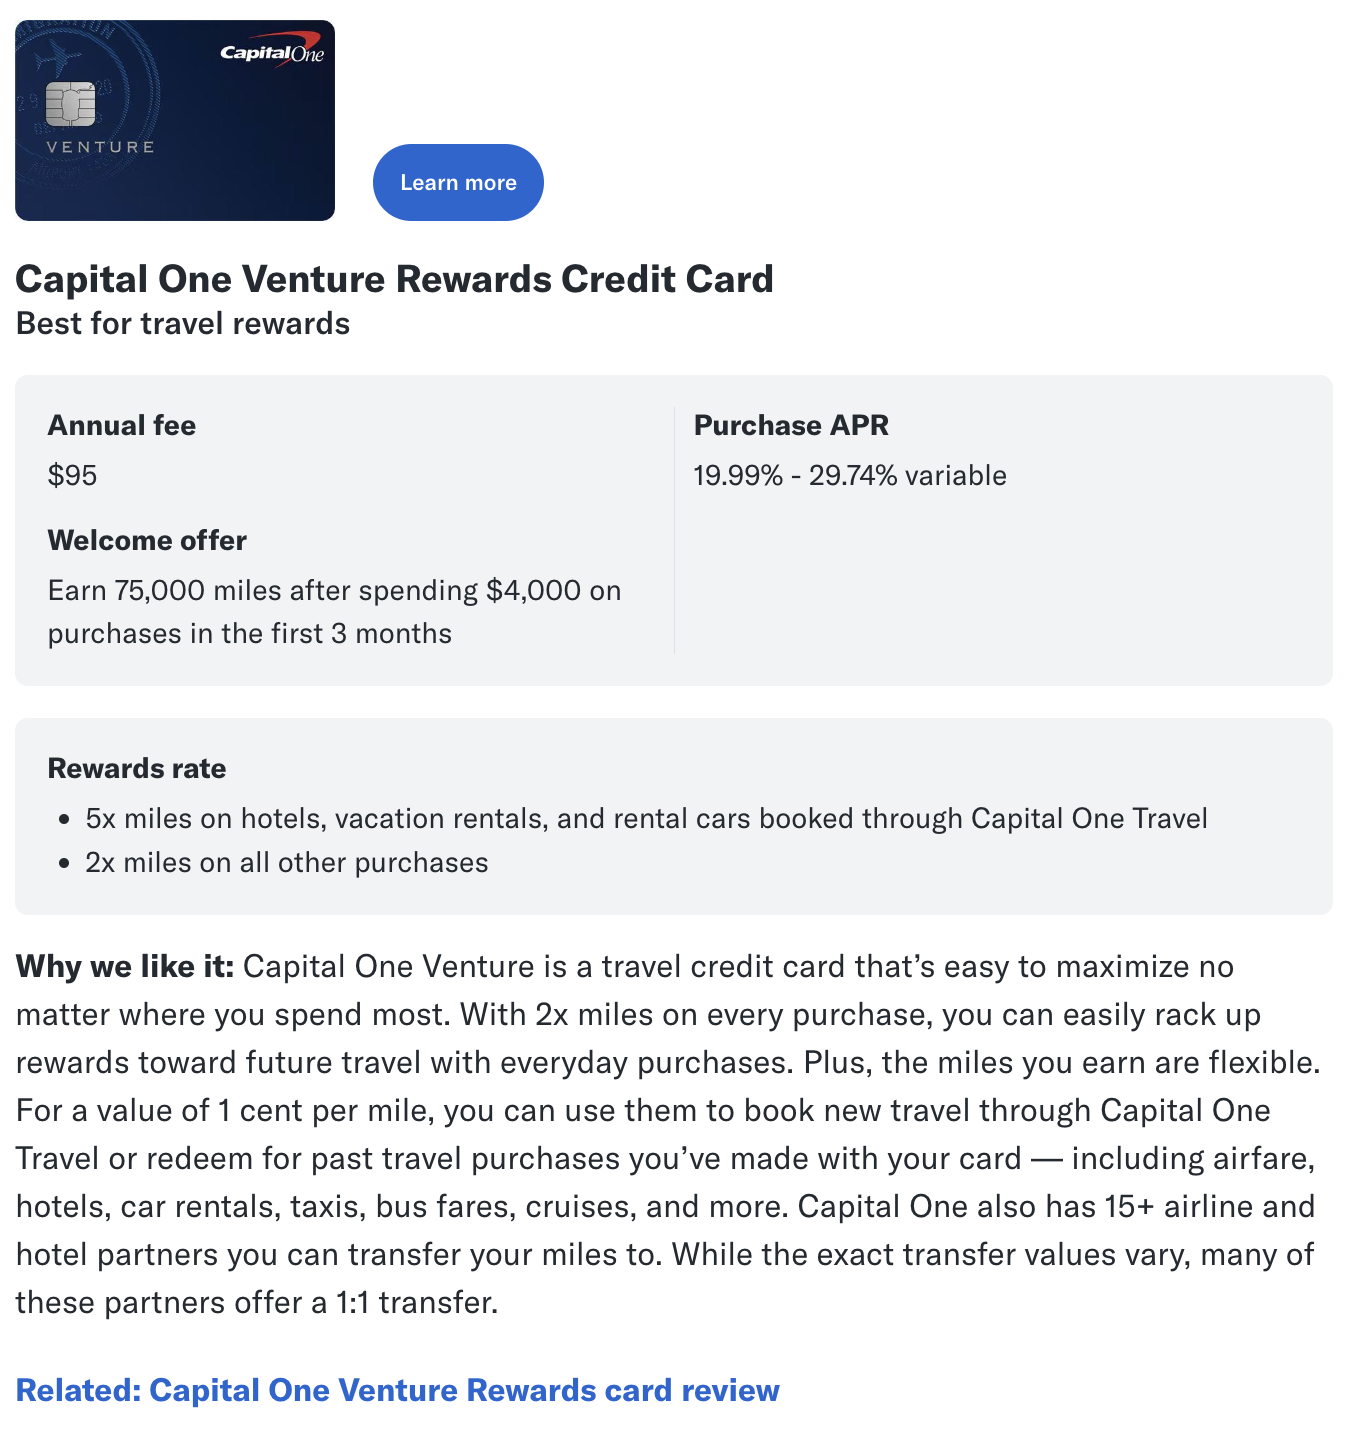 CapitalOne
VENTURE
Learn more
Capital One Venture Rewards Credit Card
Best for travel rewards
Annual fee
$95
Welcome offer
Earn 75,000 miles after spending $4,000 on
purchases in the first 3 months
Purchase APR
19.99% - 29.74% variable
Rewards rate
• 5x miles on hotels, vacation rentals, and rental cars booked through Capital One Travel
• 2x miles on all other purchases
Why we like it: Capital One Venture is a travel credit card that’s easy to maximize no
matter where you spend most. With 2x miles on every purchase, you can easily rack up
rewards toward future travel with everyday purchases. Plus, the miles you earn are flexible.
For a value of 1 cent per mile, you can use them to book new travel through Capital One
Travel or redeem for past travel purchases you’ve made with your card — including airfare,
hotels, car rentals, taxis, bus fares, cruises, and more. Capital One also has 15+ airline and
hotel partners you can transfer your miles to. While the exact transfer values vary, many of
these partners offer a 1:1 transfer.
Related: Capital One Venture Rewards card review